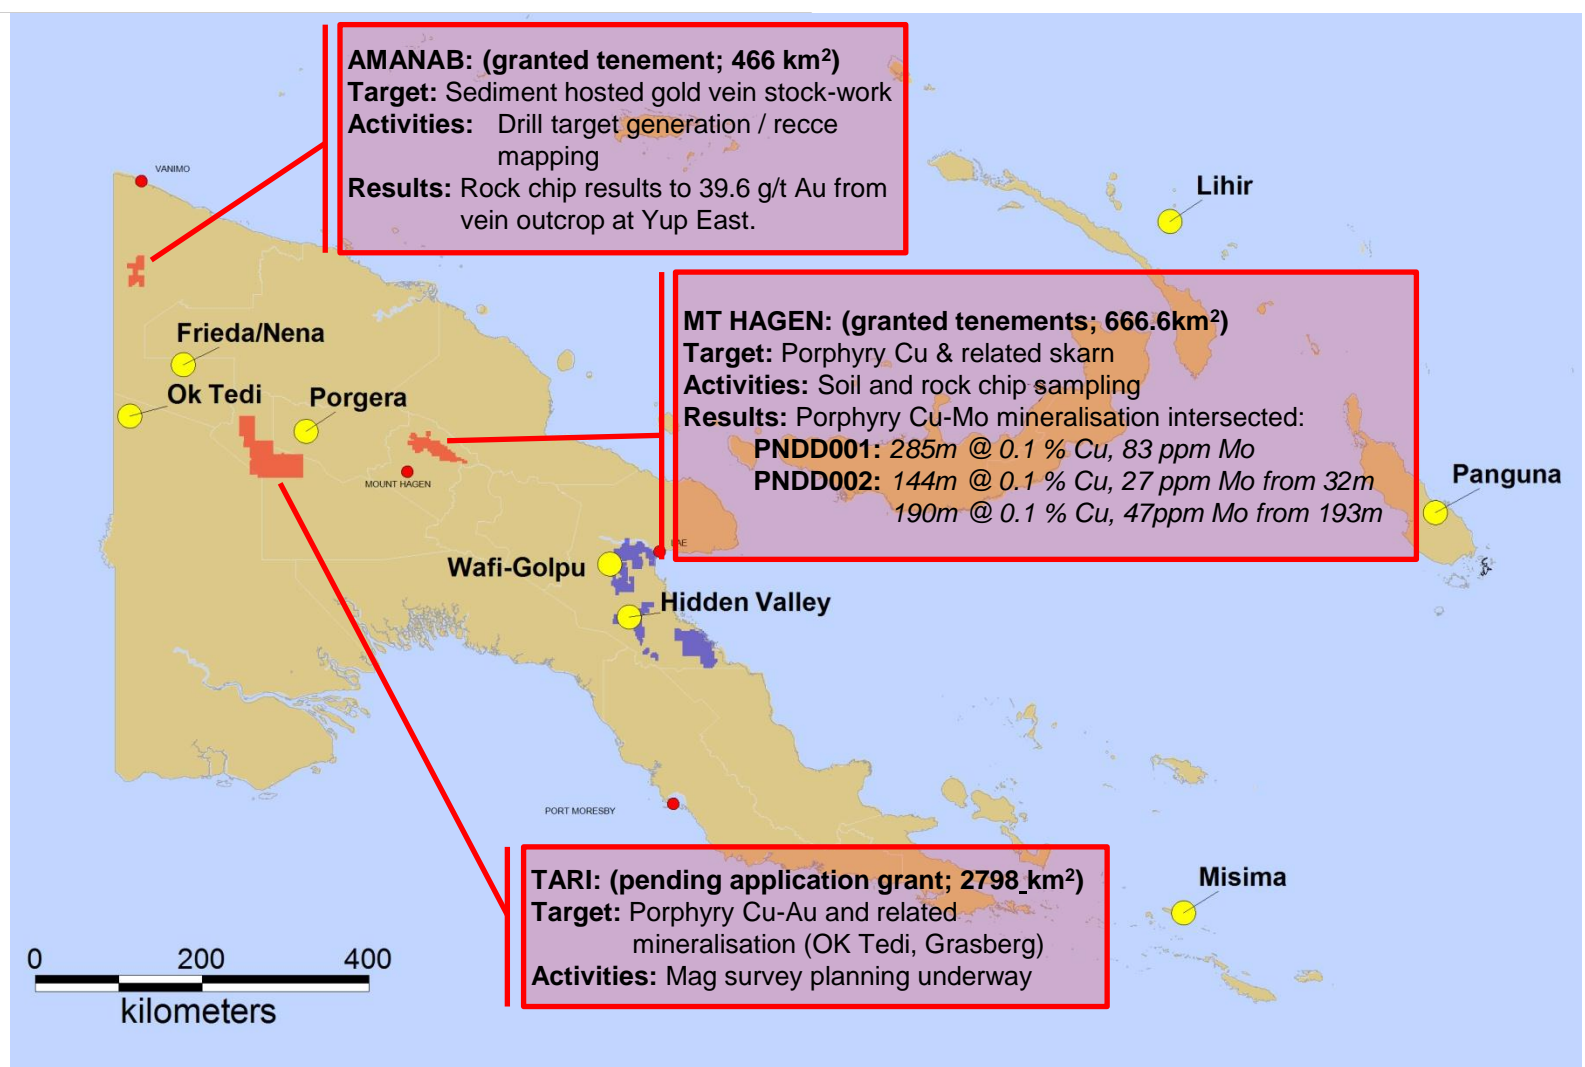 AMANAB: (granted tenement; 466 km²)
Target: Sediment hosted gold vein stock-work
Activities: Drill target generation / recce
mapping
Results: Rock chip results to 39.6 g/t Au from
vein outcrop at Yup East.
VANIMO
Lihir
MT HAGEN: (granted tenements; 666.6km²)
Target: Porphyry Cu & related skarn
Activities: Soil and rock chip sampling
Results: Porphyry Cu-Mo mineralisation intersected:
PNDD001: 285m @ 0.1 % Cu, 83 ppm Mo
PNDD002: 144m @ 0.1 % Cu, 27 ppm Mo from 32m
190m @ 0.1 % Cu, 47ppm Mo from 193m
Frieda/Nena
Ok Tedi
Porgera
MOUNT HAGEN
Panguna
LAE
Wafi-Golpu
Hidden Valley
PORT MORESBY
TARI: (pending application grant; 2798 km²)
Target: Porphyry Cu-Au and related
mineralisation (OK Tedi, Grasberg)
Activities: Mag survey planning underway
Misima
0 200 400
kilometers